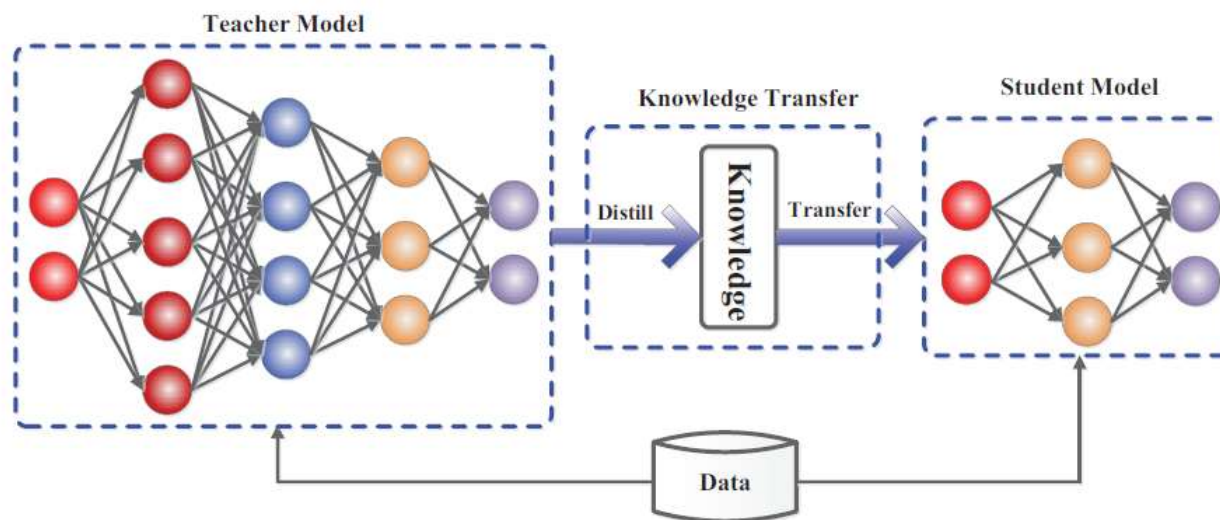 Teacher Model
Knowledge Transfer
Student Model
Distill
Knowledge
Transfer
Data